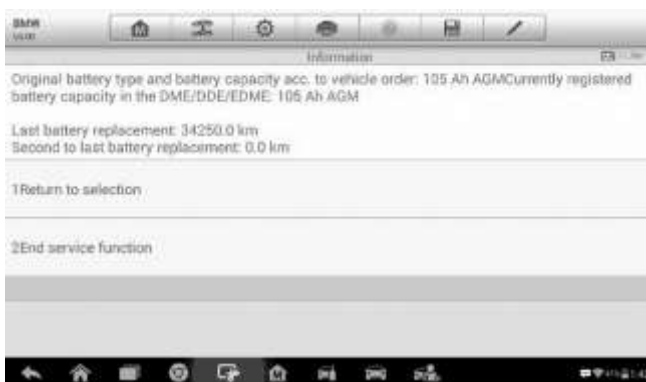 BMW
Information
Original battery type and battery capacity acc. to vehicle order: 105 Ah AGMCurrently registered
battery capacity in the DME/DDE/EDME: 105 Ah AGM
Last battery replacement: 34250.0 km
Second to last battery replacement: 0.0 km
1Return to selection
2End service function